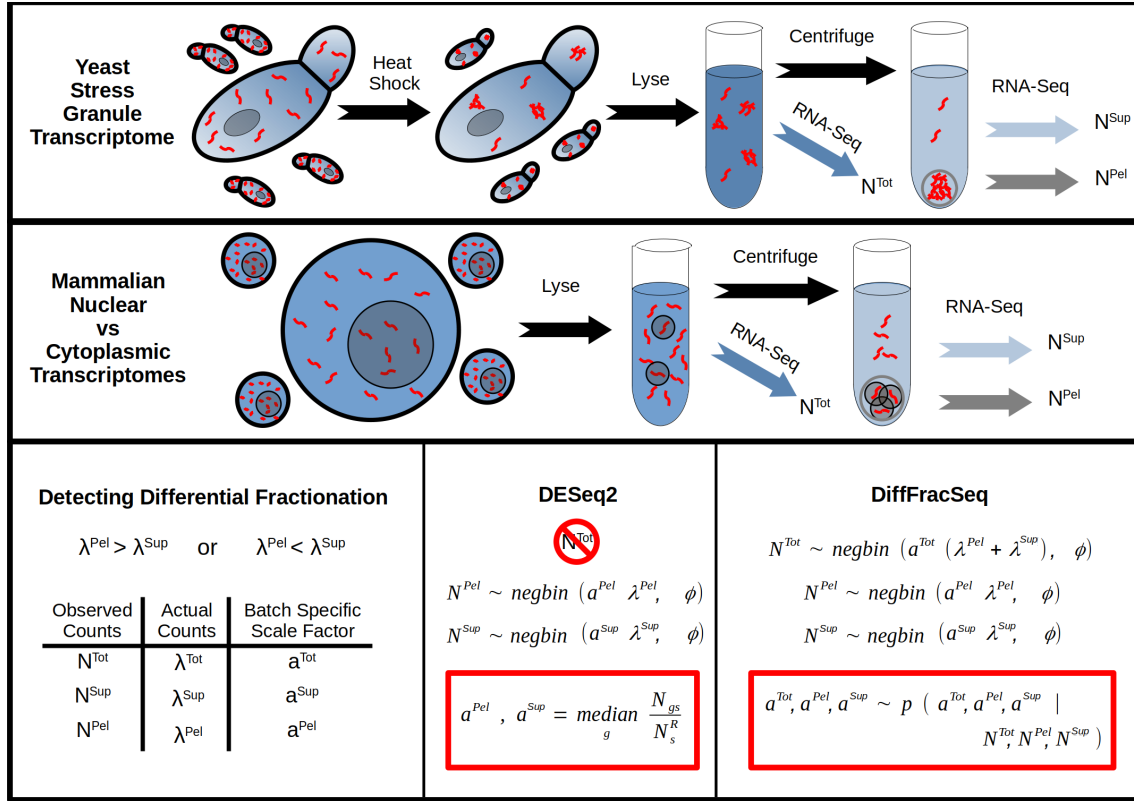 Yeast
Stress
Granule
Transcriptome
Heat
Shock
Lyse
Centrifuge
RNA-Seq
N^Tot
RNA-Seq
N^Sup
N^Pel
Mammalian
Nuclear
vs
Cytoplasmic
Transcriptomes
Lyse
Centrifuge
RNA-Seq
N^Tot
RNA-Seq
N^Sup
N^Pel
Detecting Differential Fractionation
λ^Pel > λ^Sup or λ^Pel < λ^Sup
Observed Counts | Actual Counts | Batch Specific Scale Factor
N^Tot | λ^Tot | a^Tot
N^Sup | λ^Sup | a^Sup
N^Pel | λ^Pel | a^Pel
DESeq2
N^Tot
N^Pel ~ negbin (a^Pel λ^Pel, ϕ)
N^Sup ~ negbin (a^Sup λ^Sup, ϕ)
a^Pel , a^Sup = median_g N_gs / N_s^R
DiffFracSeq
N^Tot ~ negbin (a^Tot (λ^Pel + λ^Sup), ϕ)
N^Pel ~ negbin (a^Pel λ^Pel, ϕ)
N^Sup ~ negbin (a^Sup λ^Sup, ϕ)
a^Tot, a^Pel, a^Sup ~ p ( a^Tot, a^Pel, a^Sup |
N^Tot, N^Pel, N^Sup )